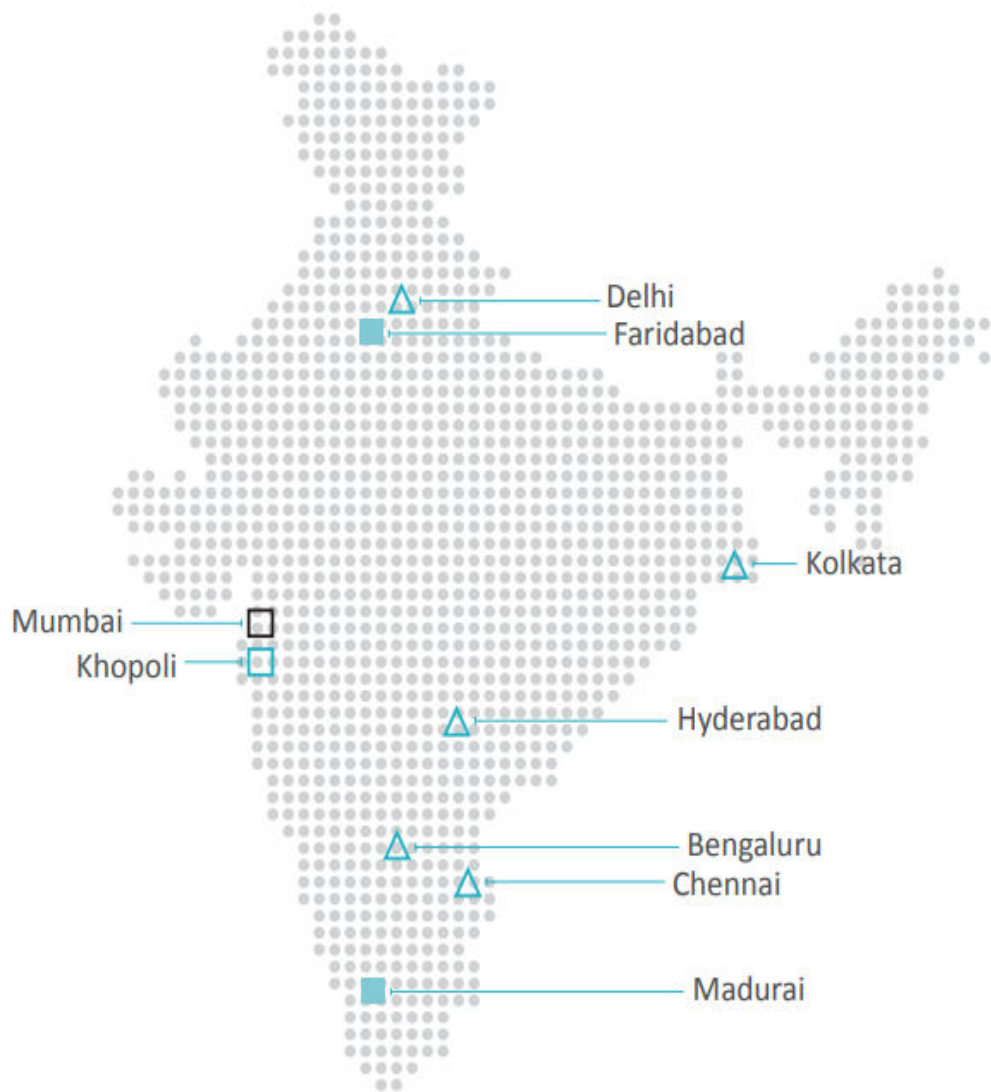 Delhi
Faridabad
Kolkata
Mumbai
Khopoli
Hyderabad
Bengaluru
Chennai
Madurai